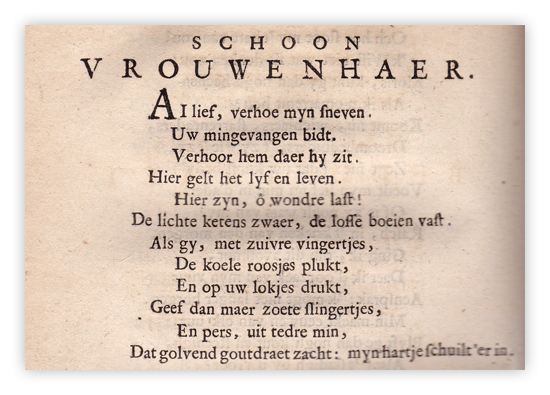 SCHOON
VROUWENHAER.
AI lief, verhoe myn sneven.
Uw mingevangen bidt.
Verhoor hem daer hy zit.
Hier gelt het lyf en leven.
Hier zyn, ô wondre last!
De lichte ketens zwaer, de losse boeien vast.
Als gy, met zuivre vingertjes,
De koele roosjes plukt,
En op uw lokjes drukt,
Geef dan maer zoete slingertjes,
En pers, uit tedre min,
Dat golvend goutdraet zacht: myn hartje schuilt'er in.